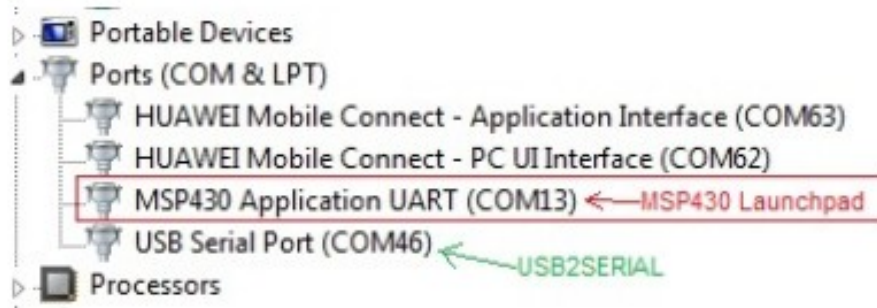 Portable Devices
Ports (COM & LPT)
HUAWEI Mobile Connect - Application Interface (COM63)
HUAWEI Mobile Connect - PC UI Interface (COM62)
MSP430 Application UART (COM13) MSP430 Launchpad
USB Serial Port (COM46)
USB2SERIAL
Processors